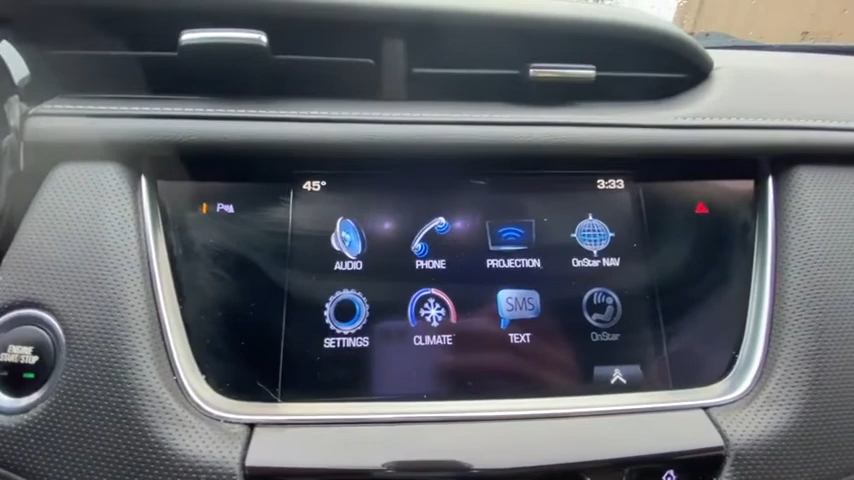 45°
3:33
AUDIO
PHONE
PROJECTION
OnStar NAV
SETTINGS
CLIMATE
SMS
TEXT
OnStar
ENGINE
START/STOP